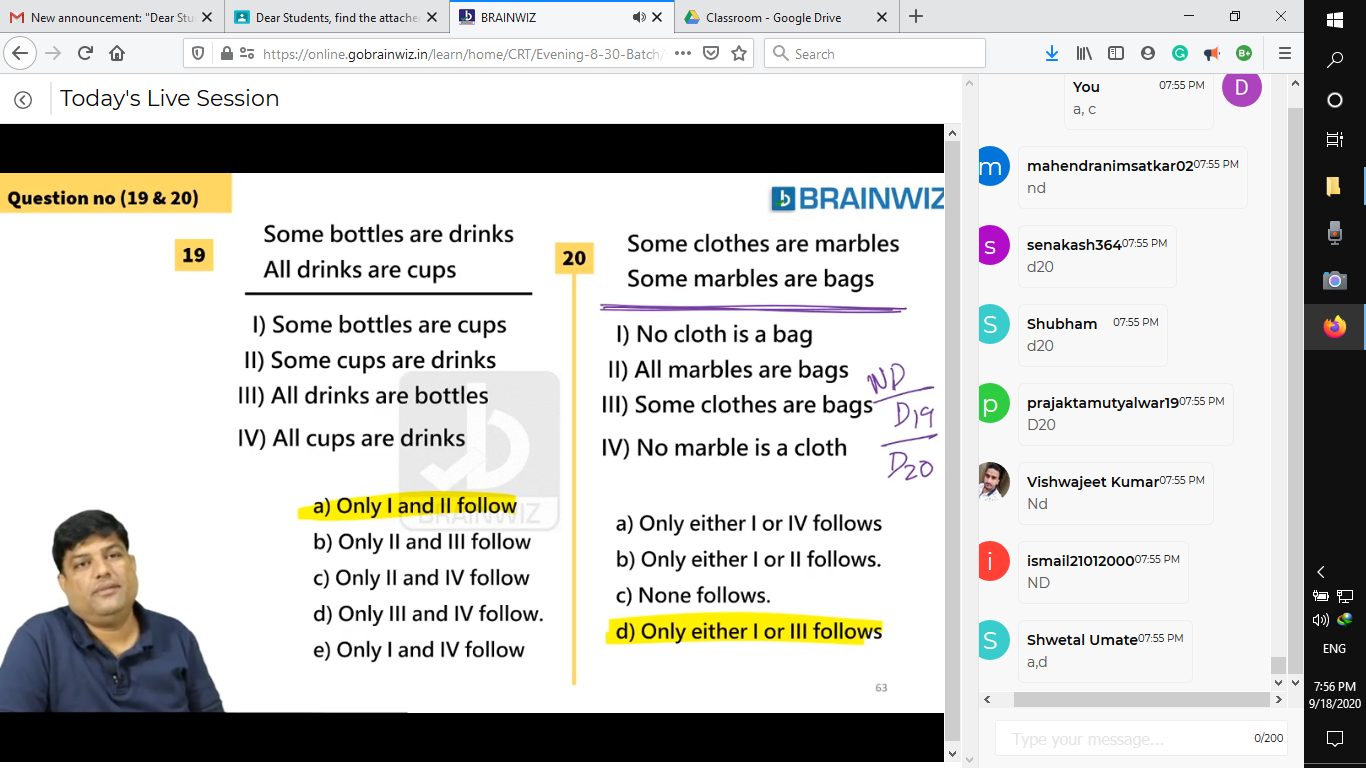 New announcement: "Dear Stu
Dear Students, find the attache
BRAINWIZ
Classroom - Google Drive
https://online.gobrainwiz.in/learn/home/CRT/Evening-8-30-Batch/
Search
Today's Live Session
Question no (19 & 20)
BRAINWIZ
19
Some bottles are drinks
All drinks are cups
I) Some bottles are cups
II) Some cups are drinks
III) All drinks are bottles
IV) All cups are drinks
a) Only I and II follow
b) Only II and III follow
c) Only II and IV follow
d) Only III and IV follow.
e) Only I and IV follow
BRAINWIZ
20
Some clothes are marbles
Some marbles are bags
I) No cloth is a bag
II) All marbles are bags
III) Some clothes are bags
IV) No marble is a cloth
ND
D19
D20
a) Only either I or IV follows
b) Only either I or II follows.
c) None follows.
d) Only either I or III follows
63
You 07:55 PM
a, c
D
m
mahendranimsatkar02 07:55 PM
nd
s
senakash364 07:55 PM
d20
S
Shubham 07:55 PM
d20
p
prajaktamutyalwar19 07:55 PM
D20
Vishwajeet Kumar 07:55 PM
Nd
i
ismail21012000 07:55 PM
ND
S
Shwetal Umate 07:55 PM
a,d
Type your message...
0/200
ENG
7:56 PM
9/18/2020